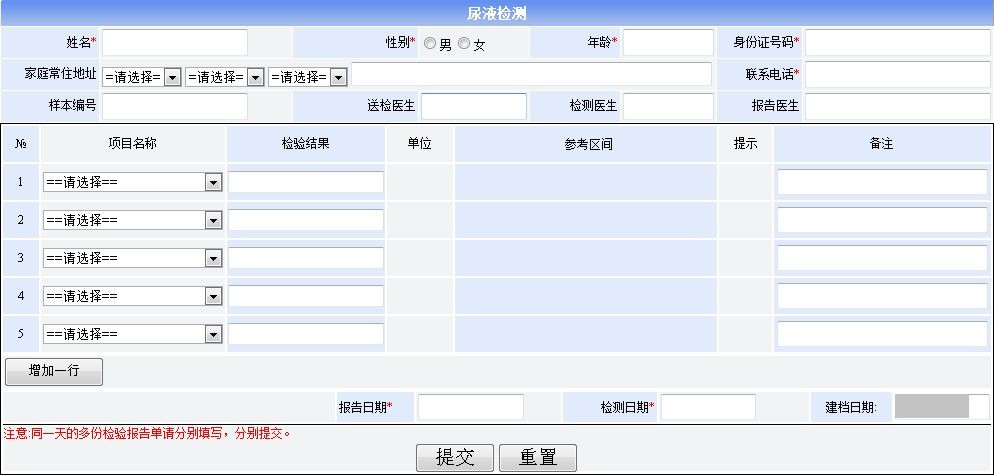 尿液检测
姓名* 性别* 男 女 年龄* 身份证号码*
家庭常住地址 =请选择= =请选择= =请选择= 联系电话*
样本编号 送检医生 检测医生 报告医生
№ 项目名称 检验结果 单位 参考区间 提示 备注
1 ==请选择==
2 ==请选择==
3 ==请选择==
4 ==请选择==
5 ==请选择==
增加一行
报告日期* 检测日期* 建档日期:
注意:同一天的多份检验报告单请分别填写，分别提交。
提交 重置